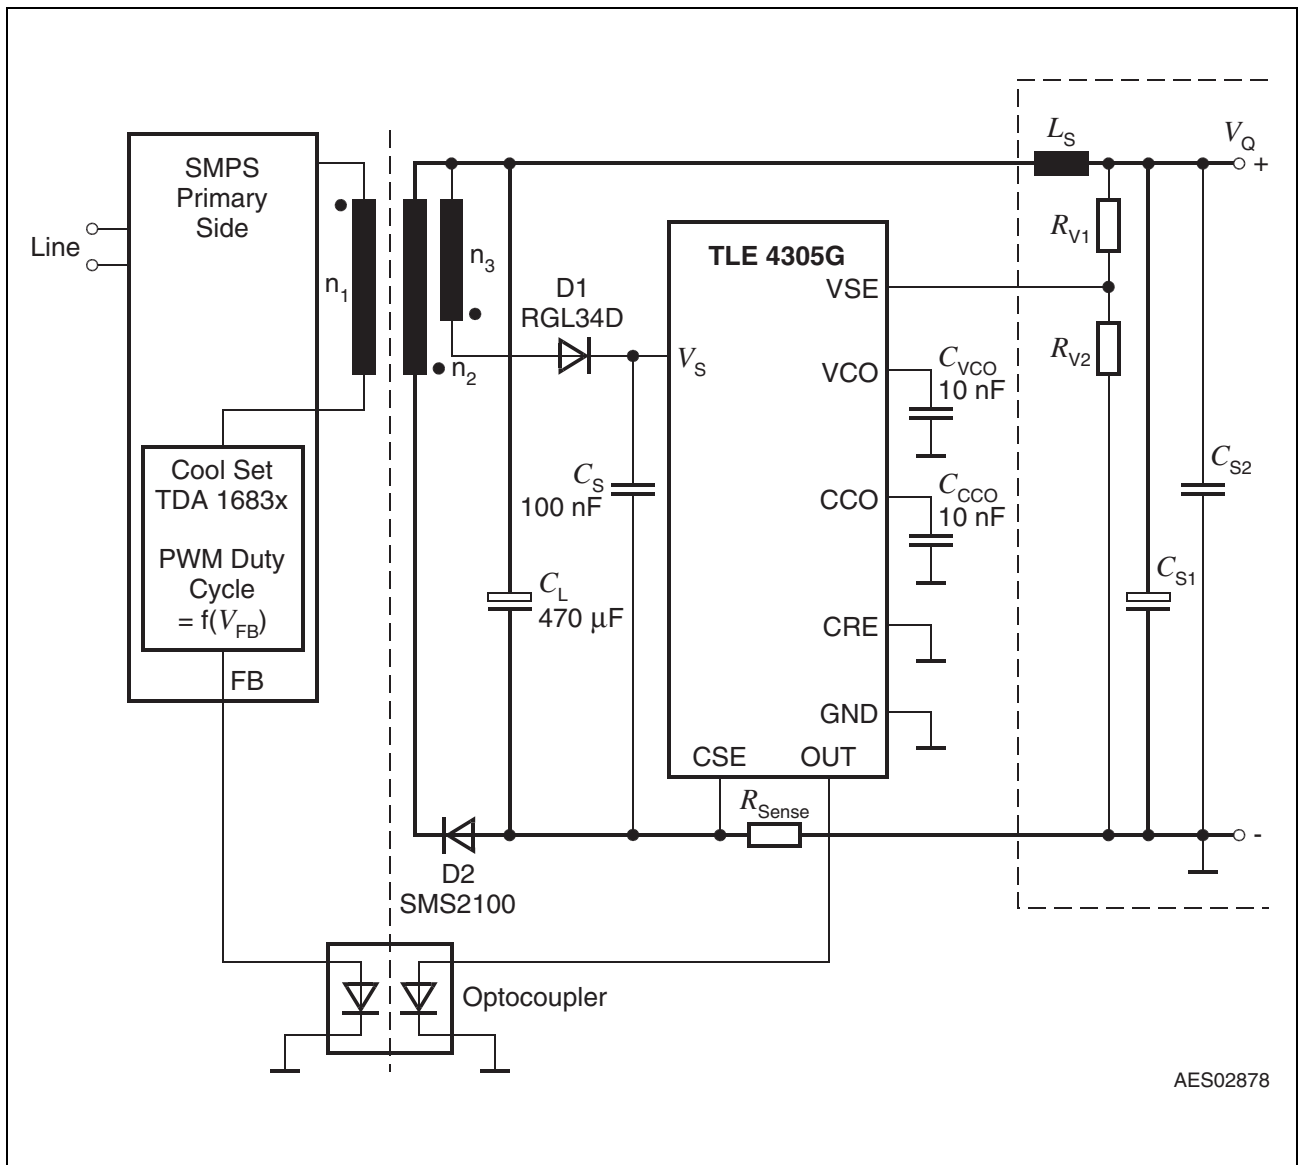 SMPS
Primary
Side
Line
n1
n2
n3
D1
RGL34D
TLE 4305G
VSE
VS
VCO
CVCO
10 nF
CCO
CCCO
10 nF
CRE
GND
CSE
OUT
LS
VQ
+
RV1
RV2
CS2
CS1
Cool Set
TDA 1683x
PWM Duty
Cycle
= f(VFB)
FB
CS
100 nF
CL
470 µF
RSense
-
D2
SMS2100
Optocoupler
AES02878